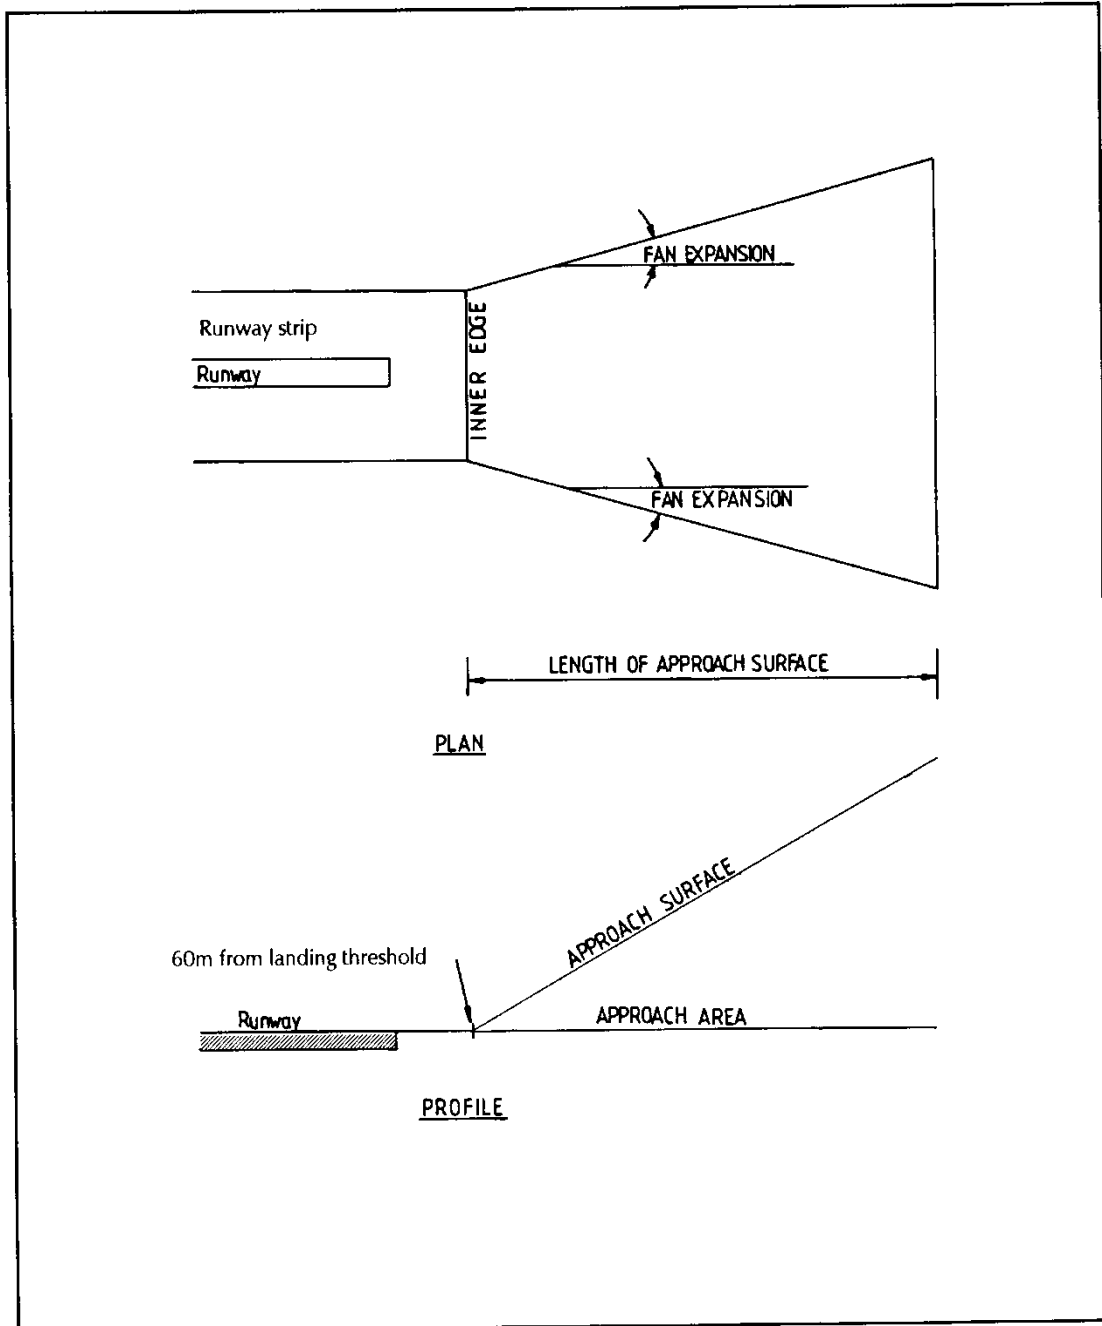 FAN EXPANSION
Runway strip
INNER EDGE
Runway
FAN EXPANSION
LENGTH OF APPROACH SURFACE
PLAN
APPROACH SURFACE
60m from landing threshold
Runway
APPROACH AREA
PROFILE